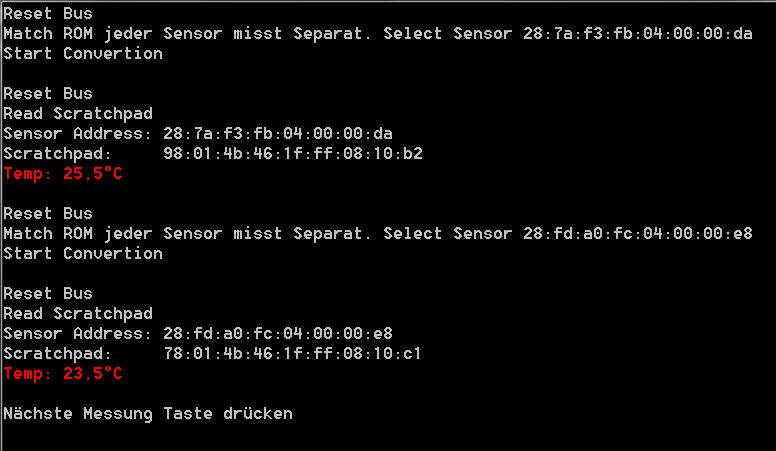 Reset Bus
Match ROM jeder Sensor misst Separat. Select Sensor 28:7a:f3:fb:04:00:00:da
Start Convertion
Reset Bus
Read Scratchpad
Sensor Address: 28:7a:f3:fb:04:00:00:da
Scratchpad:     98:01:4b:46:1f:ff:08:10:b2
Temp: 25,5°C
Reset Bus
Match ROM jeder Sensor misst Separat. Select Sensor 28:fd:a0:fc:04:00:00:e8
Start Convertion
Reset Bus
Read Scratchpad
Sensor Address: 28:fd:a0:fc:04:00:00:e8
Scratchpad:     78:01:4b:46:1f:ff:08:10:c1
Temp: 23,5°C
Nächste Messung Taste drücken